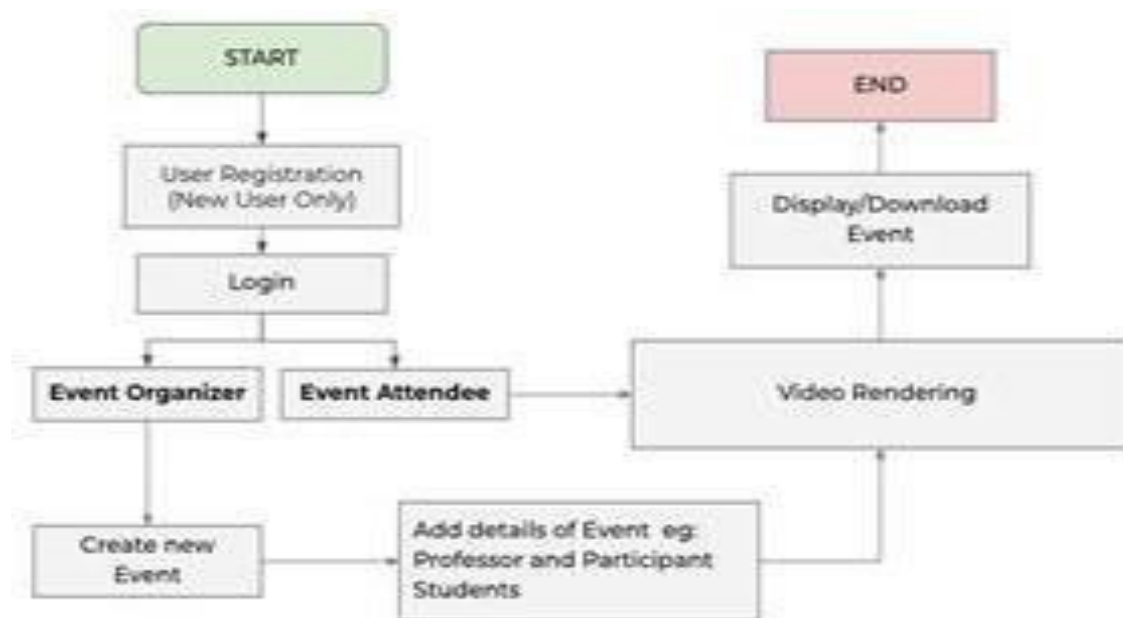 START
User Registration
(New User Only)
Login
Event Organizer
Event Attendee
Create new
Event
Add details of Event eg:
Professor and Participant
Students
Video Rendering
Display/Download
Event
END